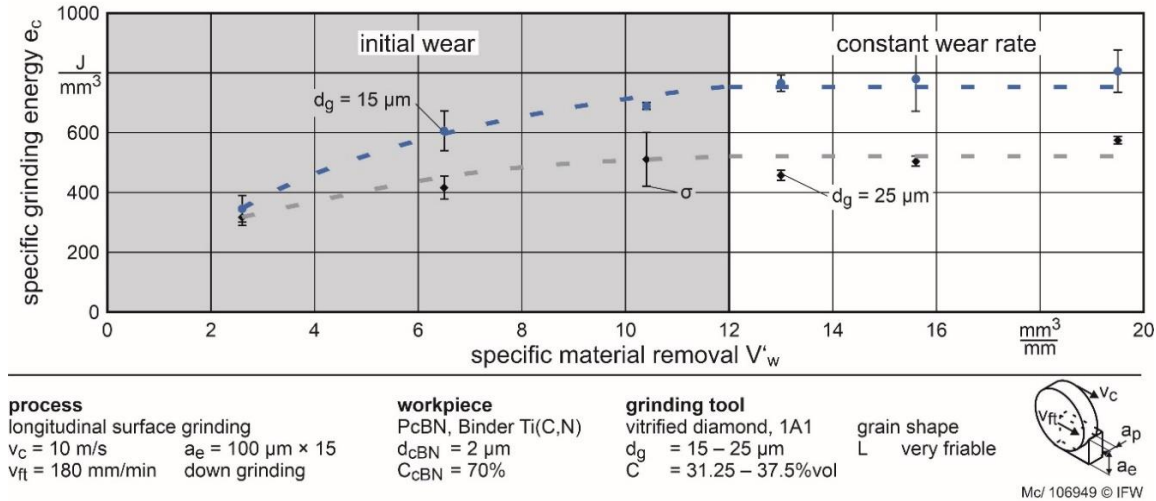 specific grinding energy e_c
J
mm³
1000
600
400
200
0
initial wear
constant wear rate
d_g = 15 µm
σ
d_g = 25 µm
0 2 4 6 8 10 12 14 16 mm³ 20
mm
specific material removal V'_w
process
longitudinal surface grinding
v_c = 10 m/s a_e = 100 µm × 15
v_ft = 180 mm/min down grinding
workpiece
PcBN, Binder Ti(C,N)
d_cBN = 2 µm
C_cBN = 70%
grinding tool
vitrified diamond, 1A1
d_g = 15 – 25 µm
C = 31.25 – 37.5%vol
grain shape
L very friable
v_c
v_ft
a_p
a_e
Mc/ 106949 © IFW